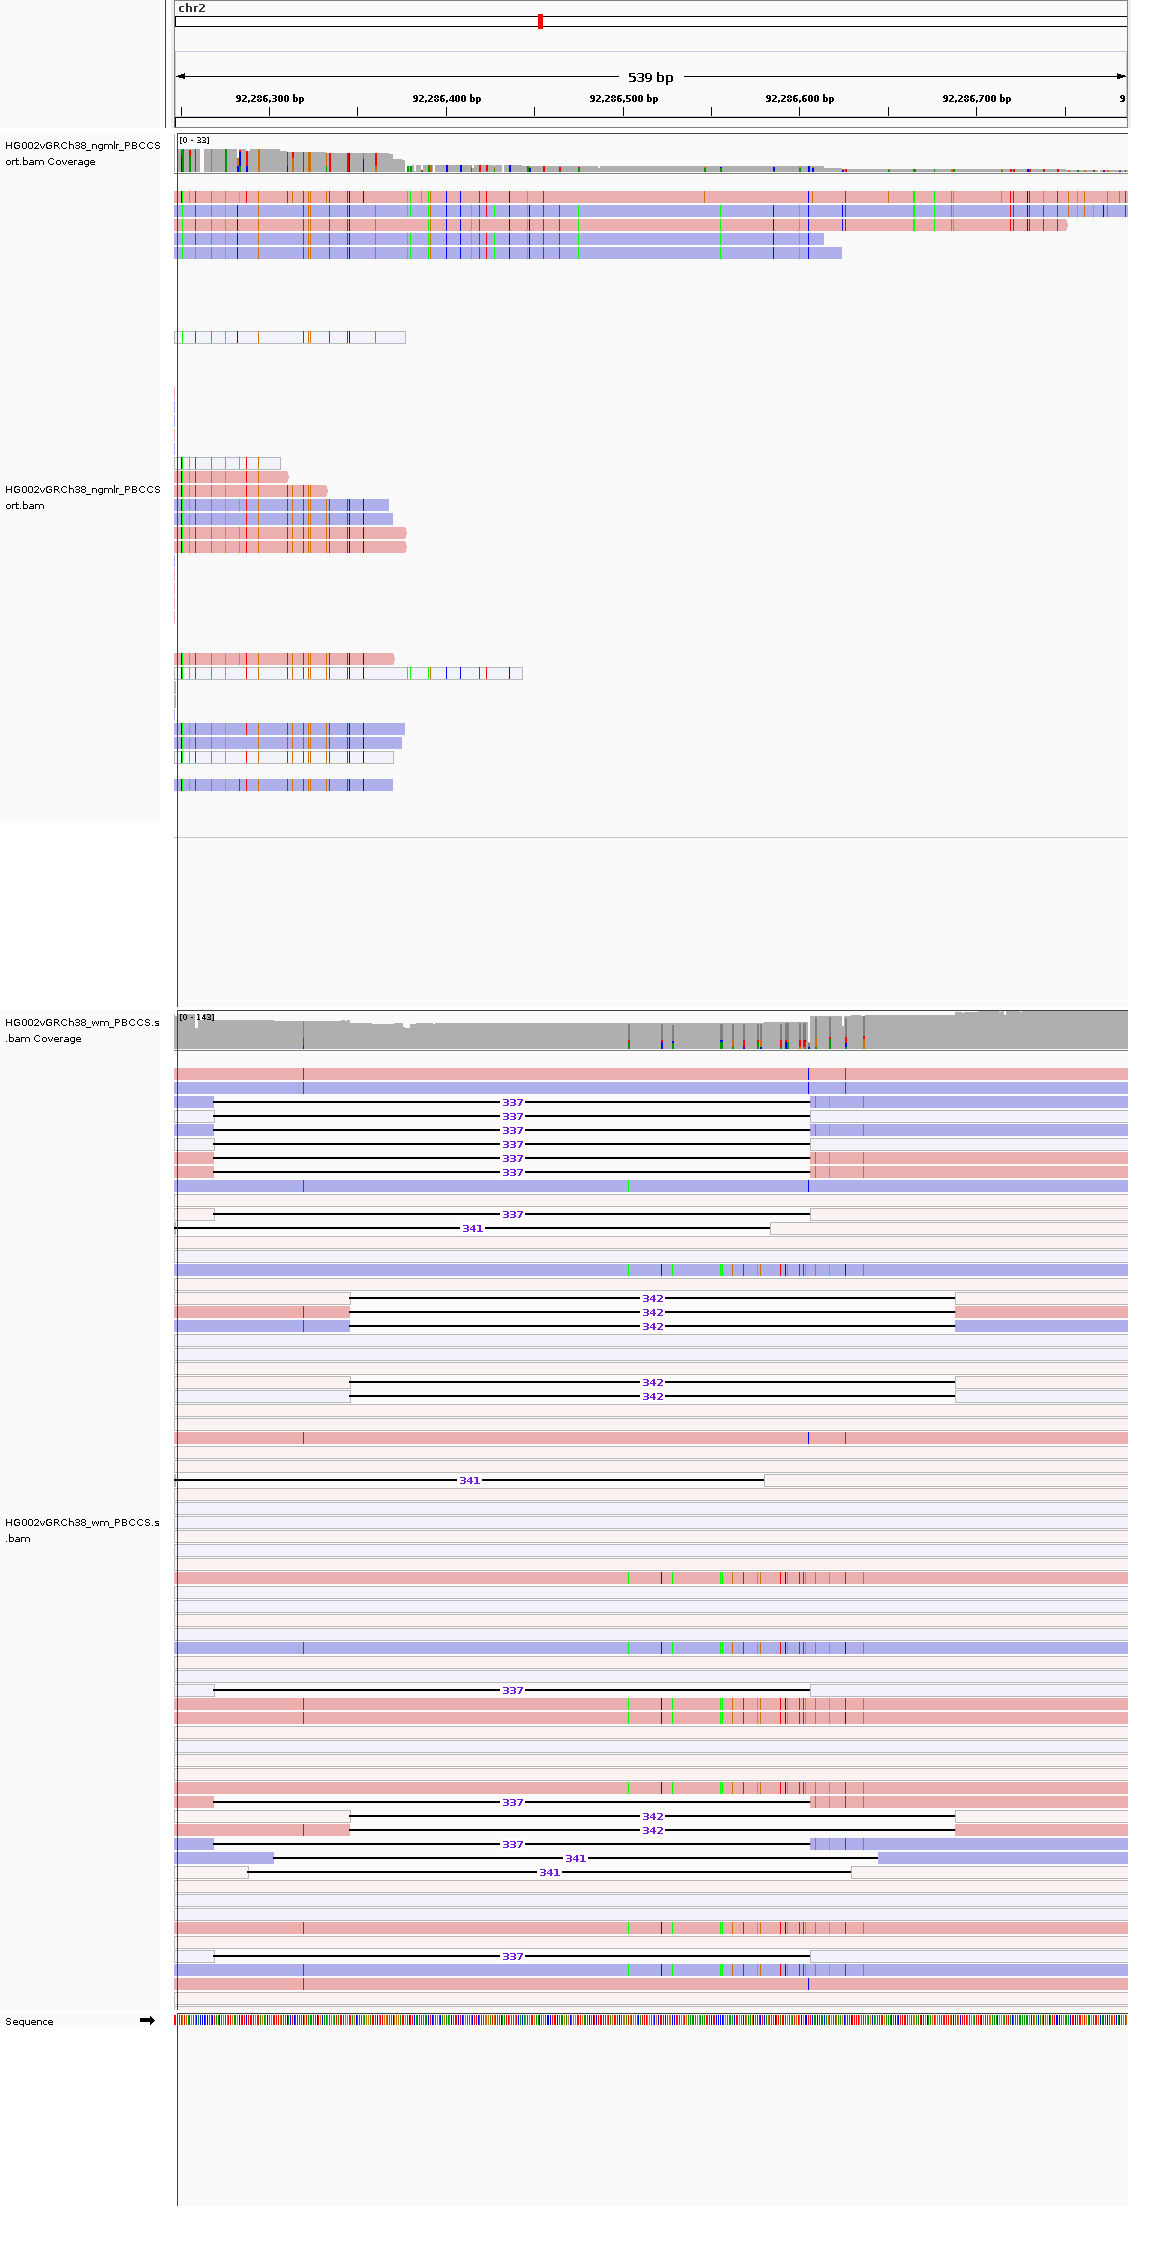 chr2
539 bp
92,286,300 bp 92,286,400 bp 92,286,500 bp 92,286,600 bp 92,286,700 bp 9
HG002vGRCh38_ngmlr_PBCCS
ort.bam Coverage
[0 - 33]
HG002vGRCh38_ngmlr_PBCCS
ort.bam
HG002vGRCh38_wm_PBCCS.s
.bam Coverage
[0 - 143]
337
337
337
337
337
337
337
341
342
342
342
342
342
341
HG002vGRCh38_wm_PBCCS.s
.bam
337
337
342
342
337
341
341
337
Sequence